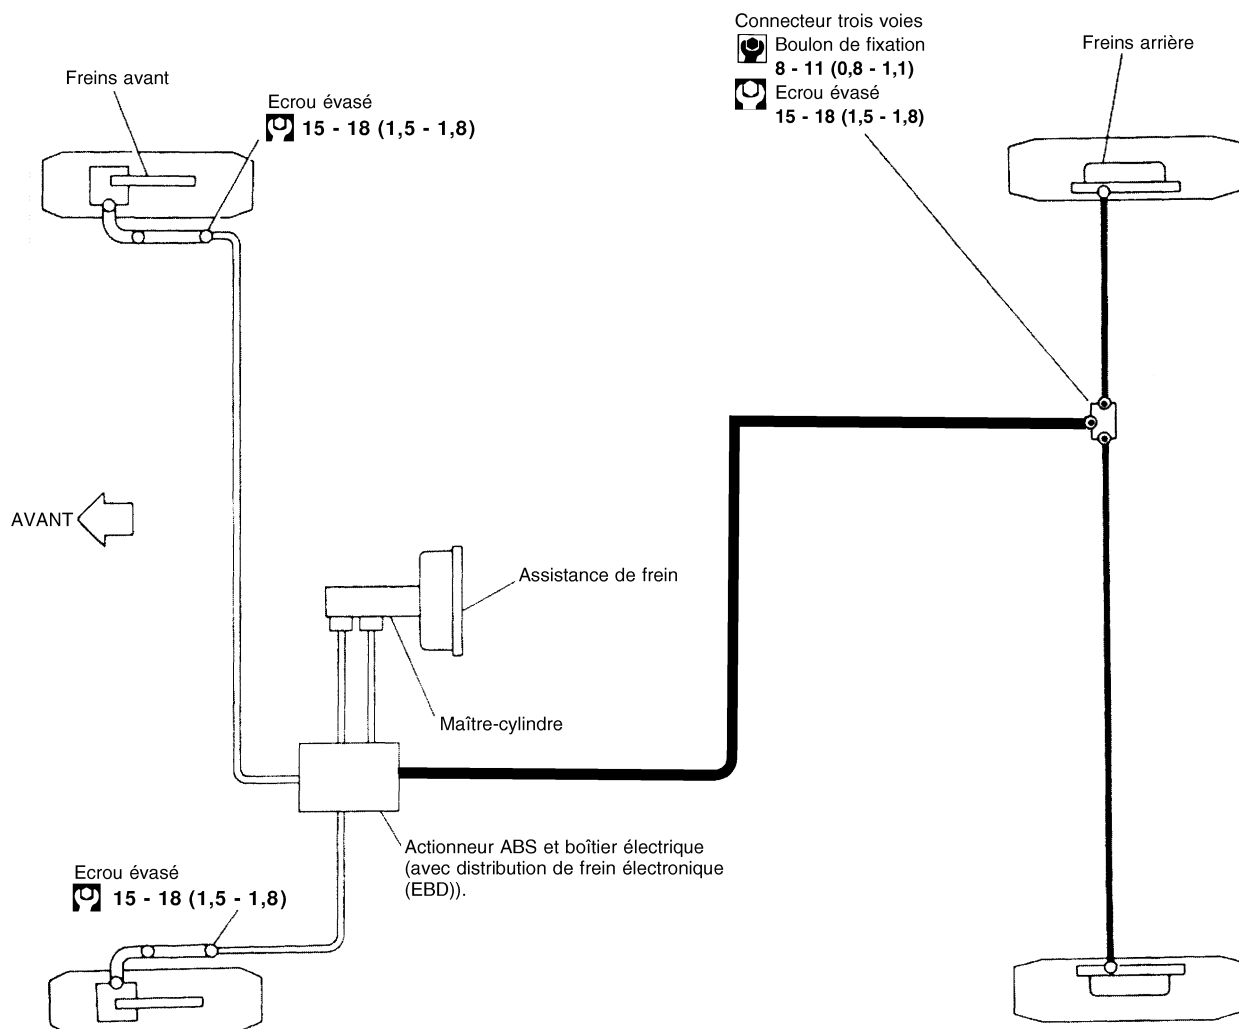 Connecteur trois voies
Boulon de fixation
8 - 11 (0,8 - 1,1)
Ecrou évasé
15 - 18 (1,5 - 1,8)
Freins arrière
Freins avant
Ecrou évasé
15 - 18 (1,5 - 1,8)
AVANT
Assistance de frein
Maître-cylindre
Actionneur ABS et boîtier électrique
(avec distribution de frein électronique
(EBD)).
Ecrou évasé
15 - 18 (1,5 - 1,8)